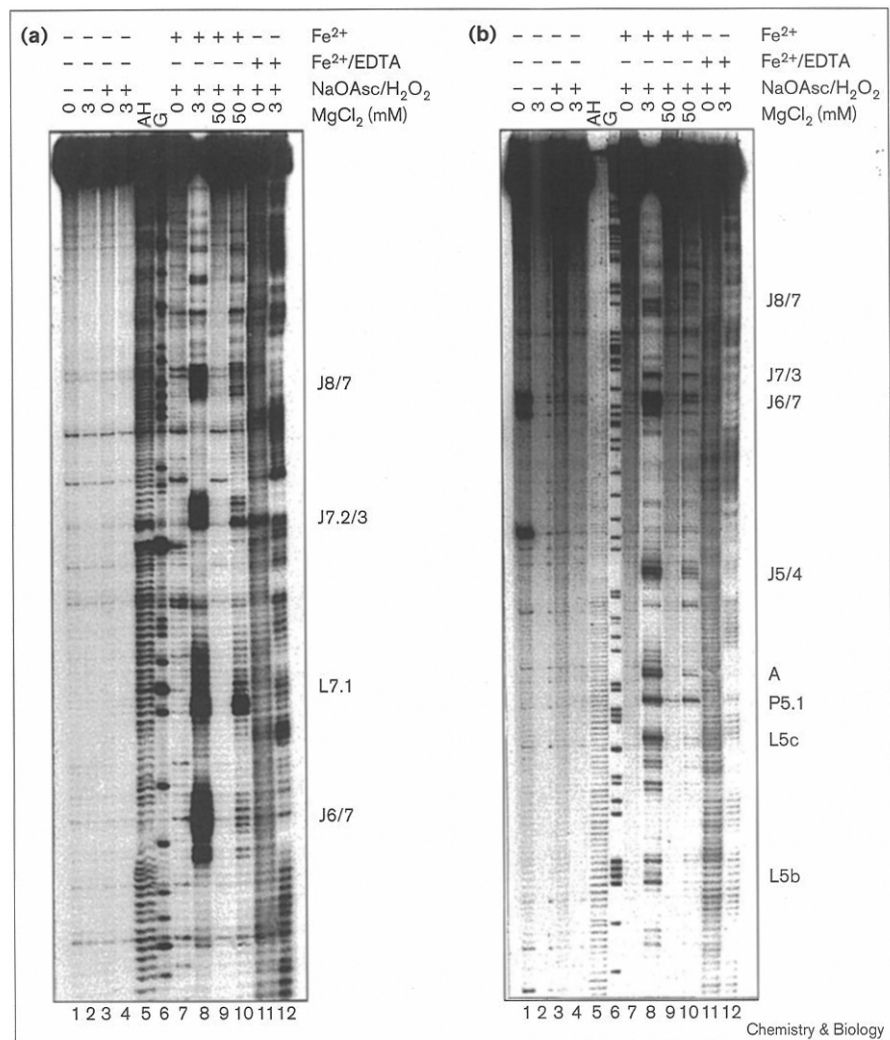 (a) − − − − + + + + Fe²⁺
− − − − + + Fe²⁺/EDTA
− − + + + + + + + + NaOAsc/H₂O₂
0 3 0 3 AH G 0 3 50 50 0 3 MgCl₂ (mM)
J8/7
J7.2/3
L7.1
J6/7
1 2 3 4 5 6 7 8 9 10 11 12
(b) − − − − + + + + Fe²⁺
− − − − + + Fe²⁺/EDTA
− − + + + + + + + + NaOAsc/H₂O₂
0 3 0 3 AH G 0 3 50 50 0 3 MgCl₂ (mM)
J8/7
J7/3
J6/7
J5/4
A
P5.1
L5c
L5b
1 2 3 4 5 6 7 8 9 10 11 12
Chemistry & Biology